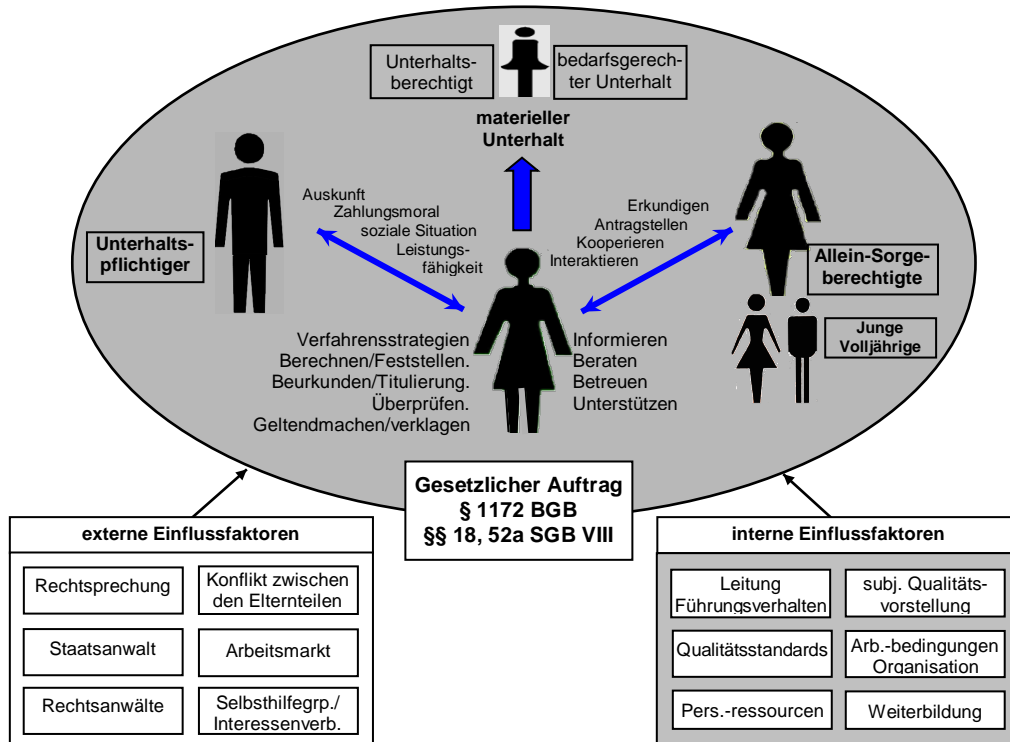 Unterhalts-
berechtigt
bedarfsgerech-
ter Unterhalt
materieller
Unterhalt
Unterhalts-
pflichtiger
Auskunft
Zahlungsmoral
soziale Situation
Leistungs-
fähigkeit
Erkundigen
Antragstellen
Kooperieren
Interaktieren
Allein-Sorge-
berechtigte
Junge
Volljährige
Verfahrensstrategien
Berechnen/Feststellen.
Beurkunden/Titulierung.
Überprüfen.
Geltendmachen/verklagen
Informieren
Beraten
Betreuen
Unterstützen
Gesetzlicher Auftrag
§ 1172 BGB
§§ 18, 52a SGB VIII
externe Einflussfaktoren
Rechtsprechung
Konflikt zwischen
den Elternteilen
Staatsanwalt
Arbeitsmarkt
Rechtsanwälte
Selbsthilfegrp./
Interessenverb.
interne Einflussfaktoren
Leitung
Führungsverhalten
subj. Qualitäts-
vorstellung
Qualitätsstandards
Arb.-bedingungen
Organisation
Pers.-ressourcen
Weiterbildung